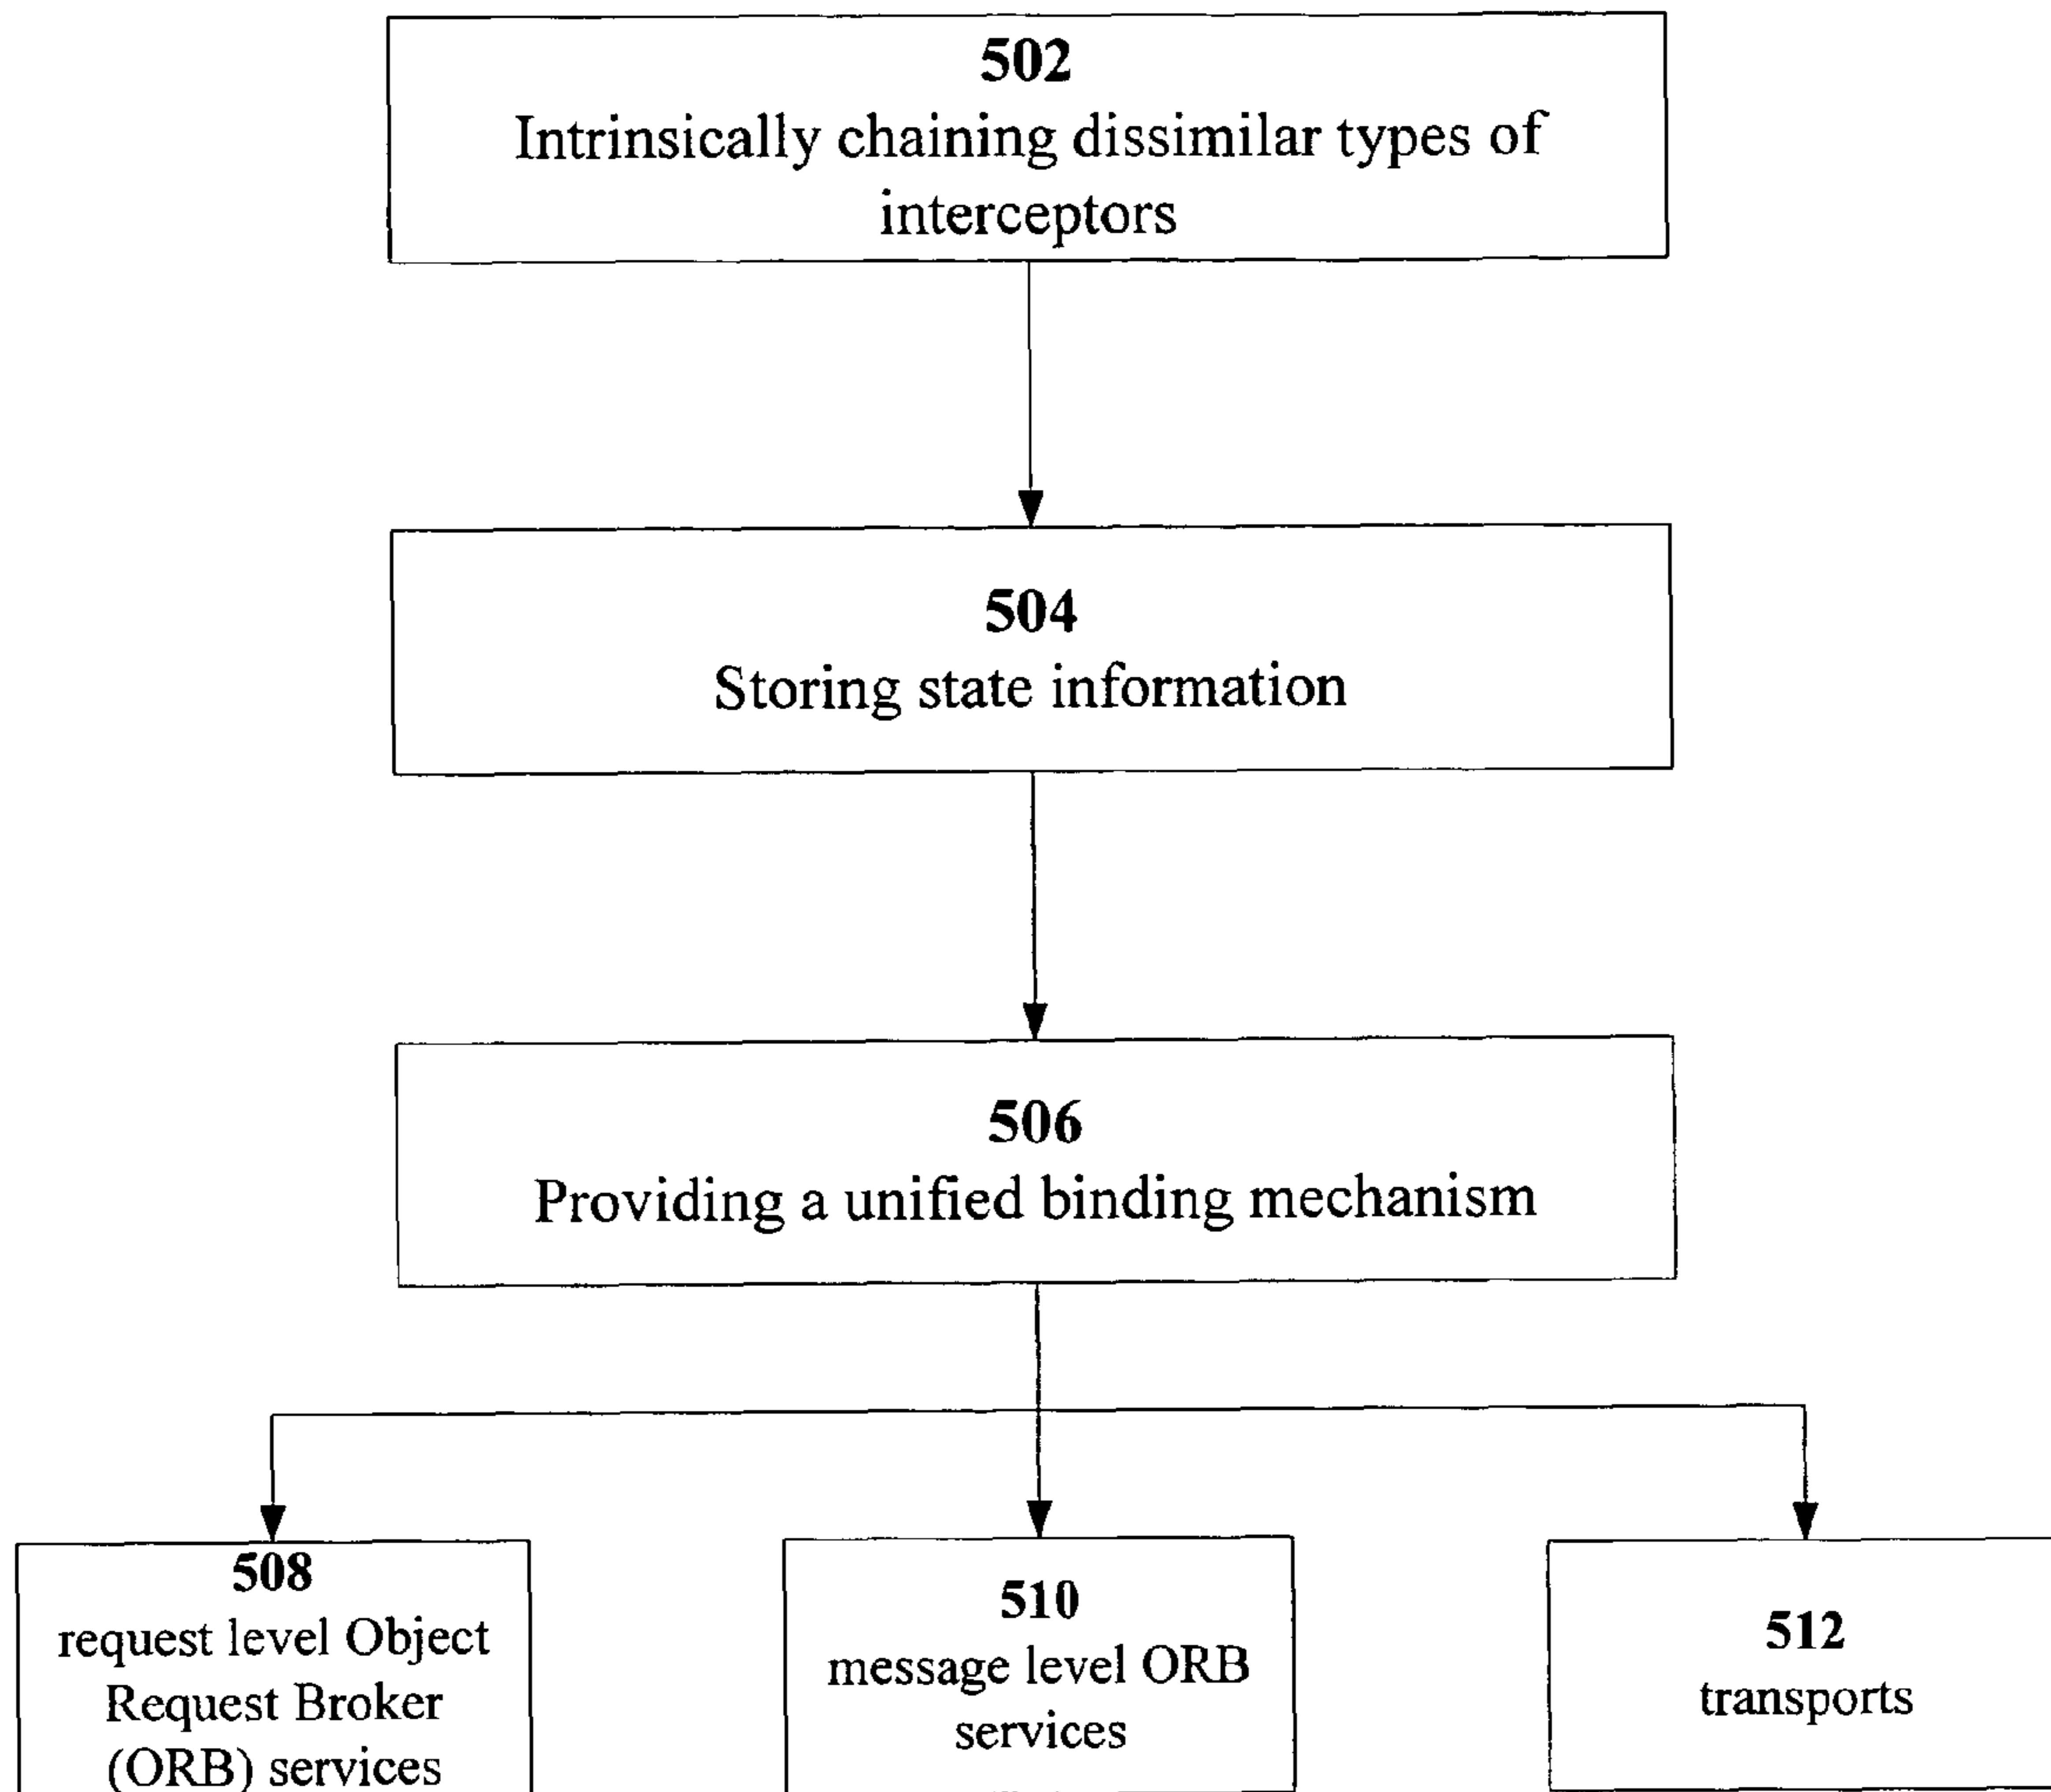 502
Intrinsically chaining dissimilar types of
interceptors
504
Storing state information
506
Providing a unified binding mechanism
508
request level Object
Request Broker
(ORB) services
510
message level ORB
services
512
transports